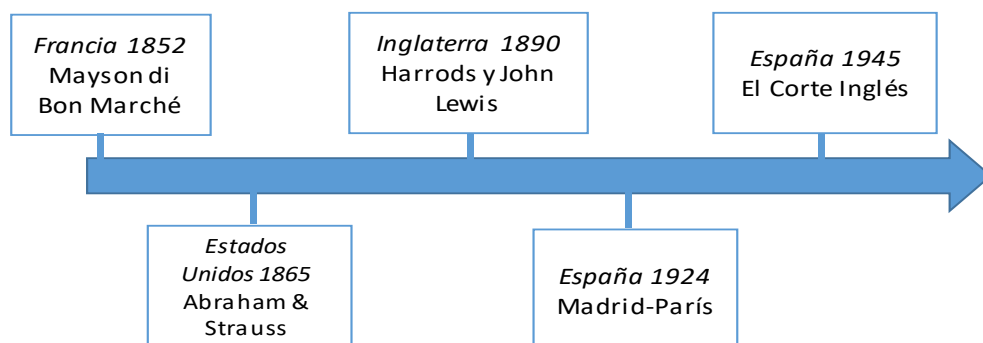 Francia 1852
Mayson di
Bon Marché
Inglaterra 1890
Harrods y John
Lewis
España 1945
El Corte Inglés
Estados
Unidos 1865
Abraham &
Strauss
España 1924
Madrid-París